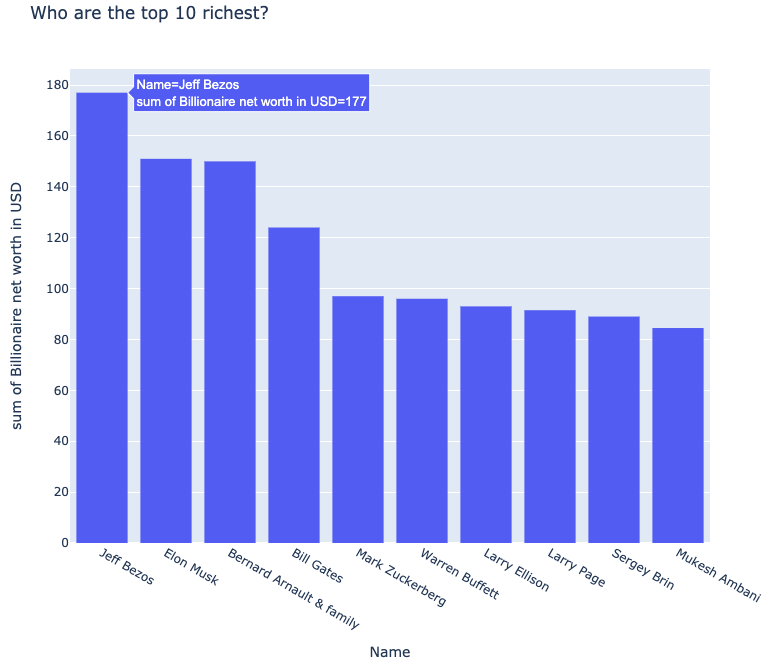 Who are the top 10 richest?
Name=Jeff Bezos
sum of Billionaire net worth in USD=177
sum of Billionaire net worth in USD
180
160
140
120
100
80
60
40
20
0
Jeff Bezos
Elon Musk
Bernard Arnault & family
Bill Gates
Mark Zuckerberg
Warren Buffett
Larry Ellison
Larry Page
Sergey Brin
Mukesh Ambani
Name